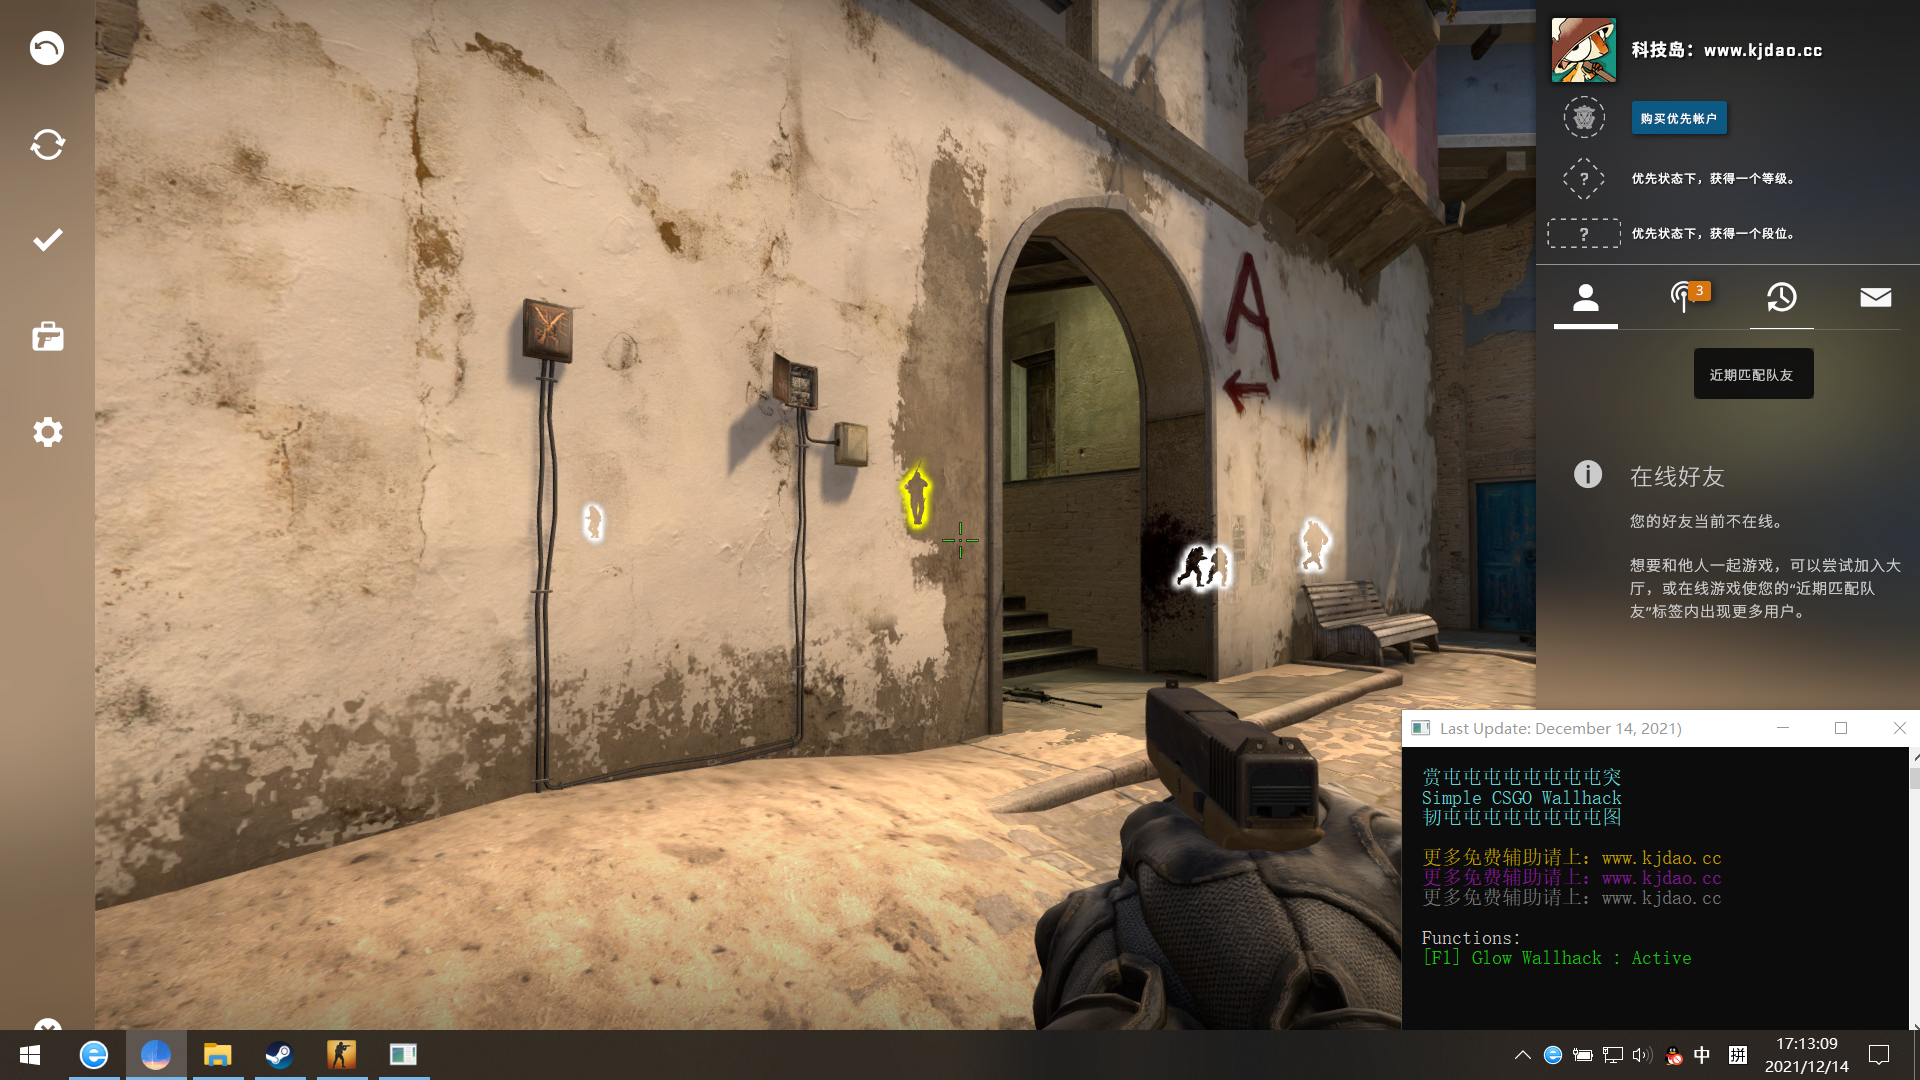 科技岛：www.kjdao.cc
购买优先帐户
?
优先状态下，获得一个等级。
?
优先状态下，获得一个段位。
3
近期匹配队友
在线好友
您的好友当前不在线。
想要和他人一起游戏，可以尝试加入大
厅，或在线游戏使您的“近期匹配队
友”标签内出现更多用户。
A
Last Update: December 14, 2021)
赏屯屯屯屯屯屯屯屯突
Simple CSGO Wallhack
韧屯屯屯屯屯屯屯屯图
更多免费辅助请上：www.kjdao.cc
更多免费辅助请上：www.kjdao.cc
更多免费辅助请上：www.kjdao.cc
Functions:
[F1] Glow Wallhack : Active
中
拼
17:13:09
2021/12/14